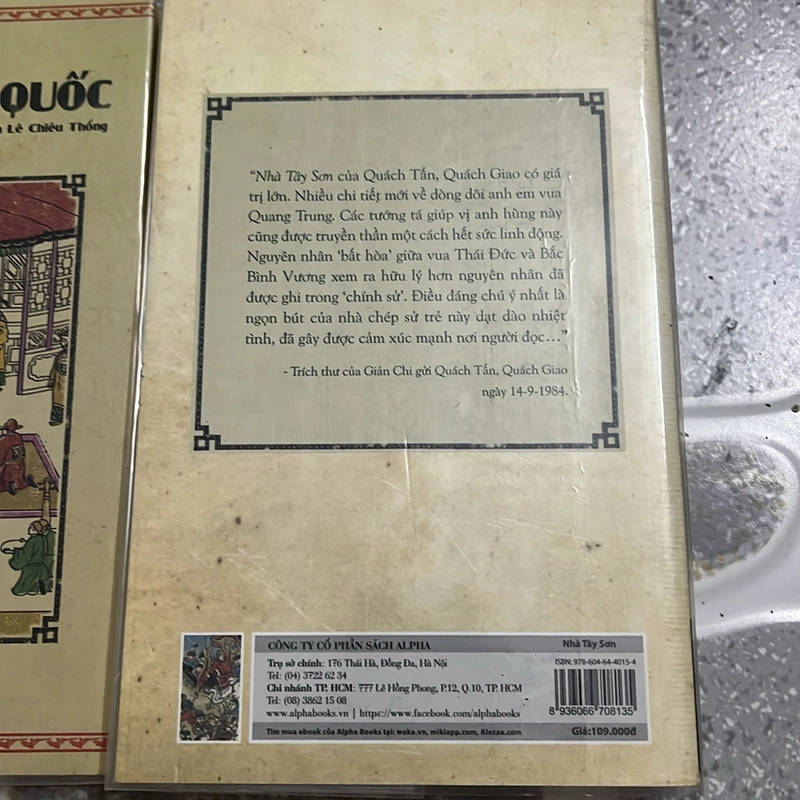 QUỐC
Lê Chiêu Thống
“Nhà Tây Sơn của Quách Tấn, Quách Giao có giá
trị lớn. Nhiều chi tiết mới về dòng dõi anh em vua
Quang Trung. Các tướng tá giúp vị anh hùng này
cũng được truyền thần một cách hết sức linh động.
Nguyên nhân ‘bất hòa’ giữa vua Thái Đức và Bắc
Bình Vương xem ra hữu lý hơn nguyên nhân đã
được ghi trong ‘chính sử’. Điều đáng chú ý nhất là
ngọn bút của nhà chép sử trẻ này dạt dào nhiệt
tình, đã gây được cảm xúc mạnh nơi người đọc...”
- Trích thư của Giản Chi gửi Quách Tấn, Quách Giao
ngày 14-9-1984.
CÔNG TY CỔ PHẦN SÁCH ALPHA
Trụ sở chính: 176 Thái Hà, Đống Đa, Hà Nội
Tel: (04) 3722 62 34
Chi nhánh TP. HCM: 777 Lê Hồng Phong, P.12, Q.10, TP. HCM
Tel: (08) 3862 15 08
www.alphabooks.vn | https://www.facebook.com/alphabooks
Tìm mua ebook của Alpha Books tại: waka.vn, mikiapp.com, Alezaa.com
Nhà Tây Sơn
ISBN: 978-604-64-4015-4
8 936066 708135
Giá:109.000đ